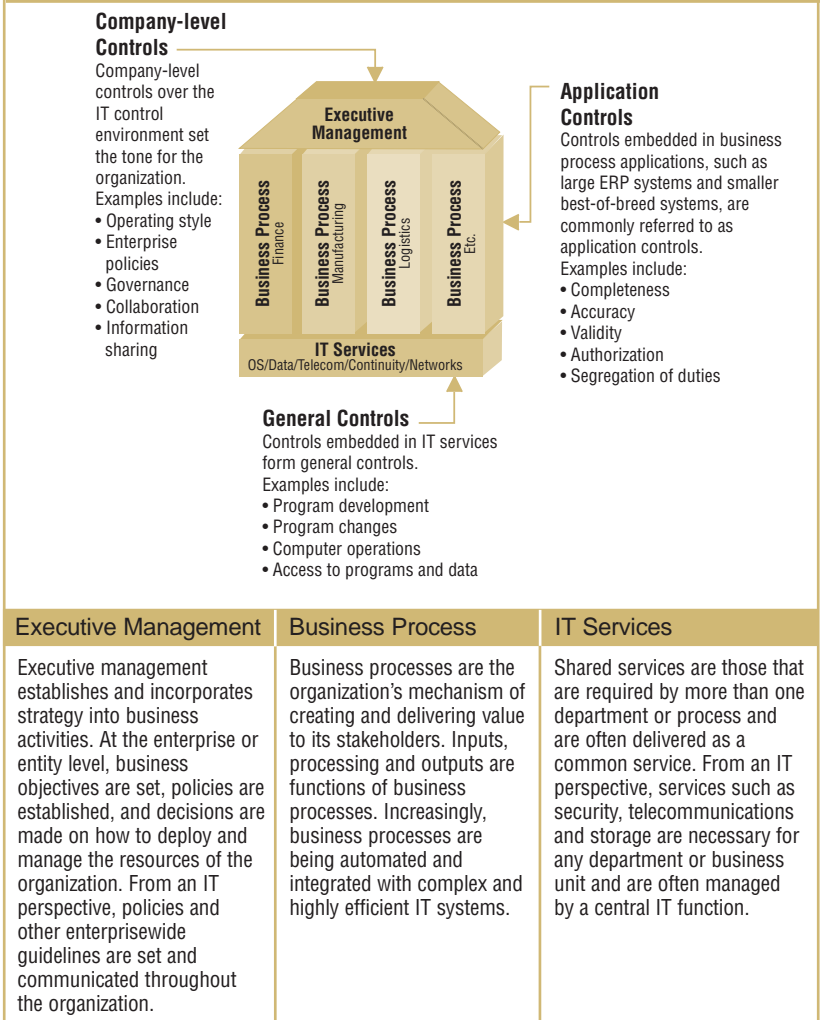 Company-level
Controls
Company-level
controls over the
IT control
environment set
the tone for the
organization.
Examples include:
• Operating style
• Enterprise
policies
• Governance
• Collaboration
• Information
sharing
Executive
Management
Business Process
Finance
Business Process
Manufacturing
Business Process
Logistics
Business Process
Etc.
IT Services
OS/Data/Telecom/Continuity/Networks
Application
Controls
Controls embedded in business
process applications, such as
large ERP systems and smaller
best-of-breed systems, are
commonly referred to as
application controls.
Examples include:
• Completeness
• Accuracy
• Validity
• Authorization
• Segregation of duties
General Controls
Controls embedded in IT services
form general controls.
Examples include:
• Program development
• Program changes
• Computer operations
• Access to programs and data
Executive Management
Executive management
establishes and incorporates
strategy into business
activities. At the enterprise or
entity level, business
objectives are set, policies are
established, and decisions are
made on how to deploy and
manage the resources of the
organization. From an IT
perspective, policies and
other enterprisewide
guidelines are set and
communicated throughout
the organization.
Business Process
Business processes are the
organization's mechanism of
creating and delivering value
to its stakeholders. Inputs,
processing and outputs are
functions of business
processes. Increasingly,
business processes are
being automated and
integrated with complex and
highly efficient IT systems.
IT Services
Shared services are those that
are required by more than one
department or process and
are often delivered as a
common service. From an IT
perspective, services such as
security, telecommunications
and storage are necessary for
any department or business
unit and are often managed
by a central IT function.